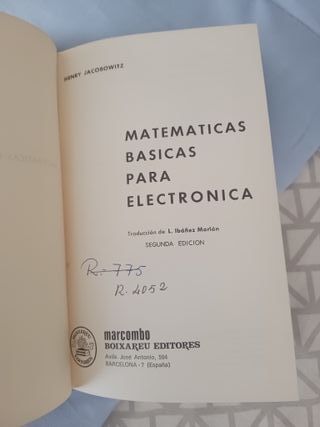 HENRY JACOBOWITZ
MATEMATICAS
BASICAS
PARA
ELECTRONICA
Traducción de L. Ibáñez Morlán
SEGUNDA EDICION
R. 775
R. 4052
marcombo
BOIXAREU EDITORES
Avda. José Antonio, 594
BARCELONA-7 (España)